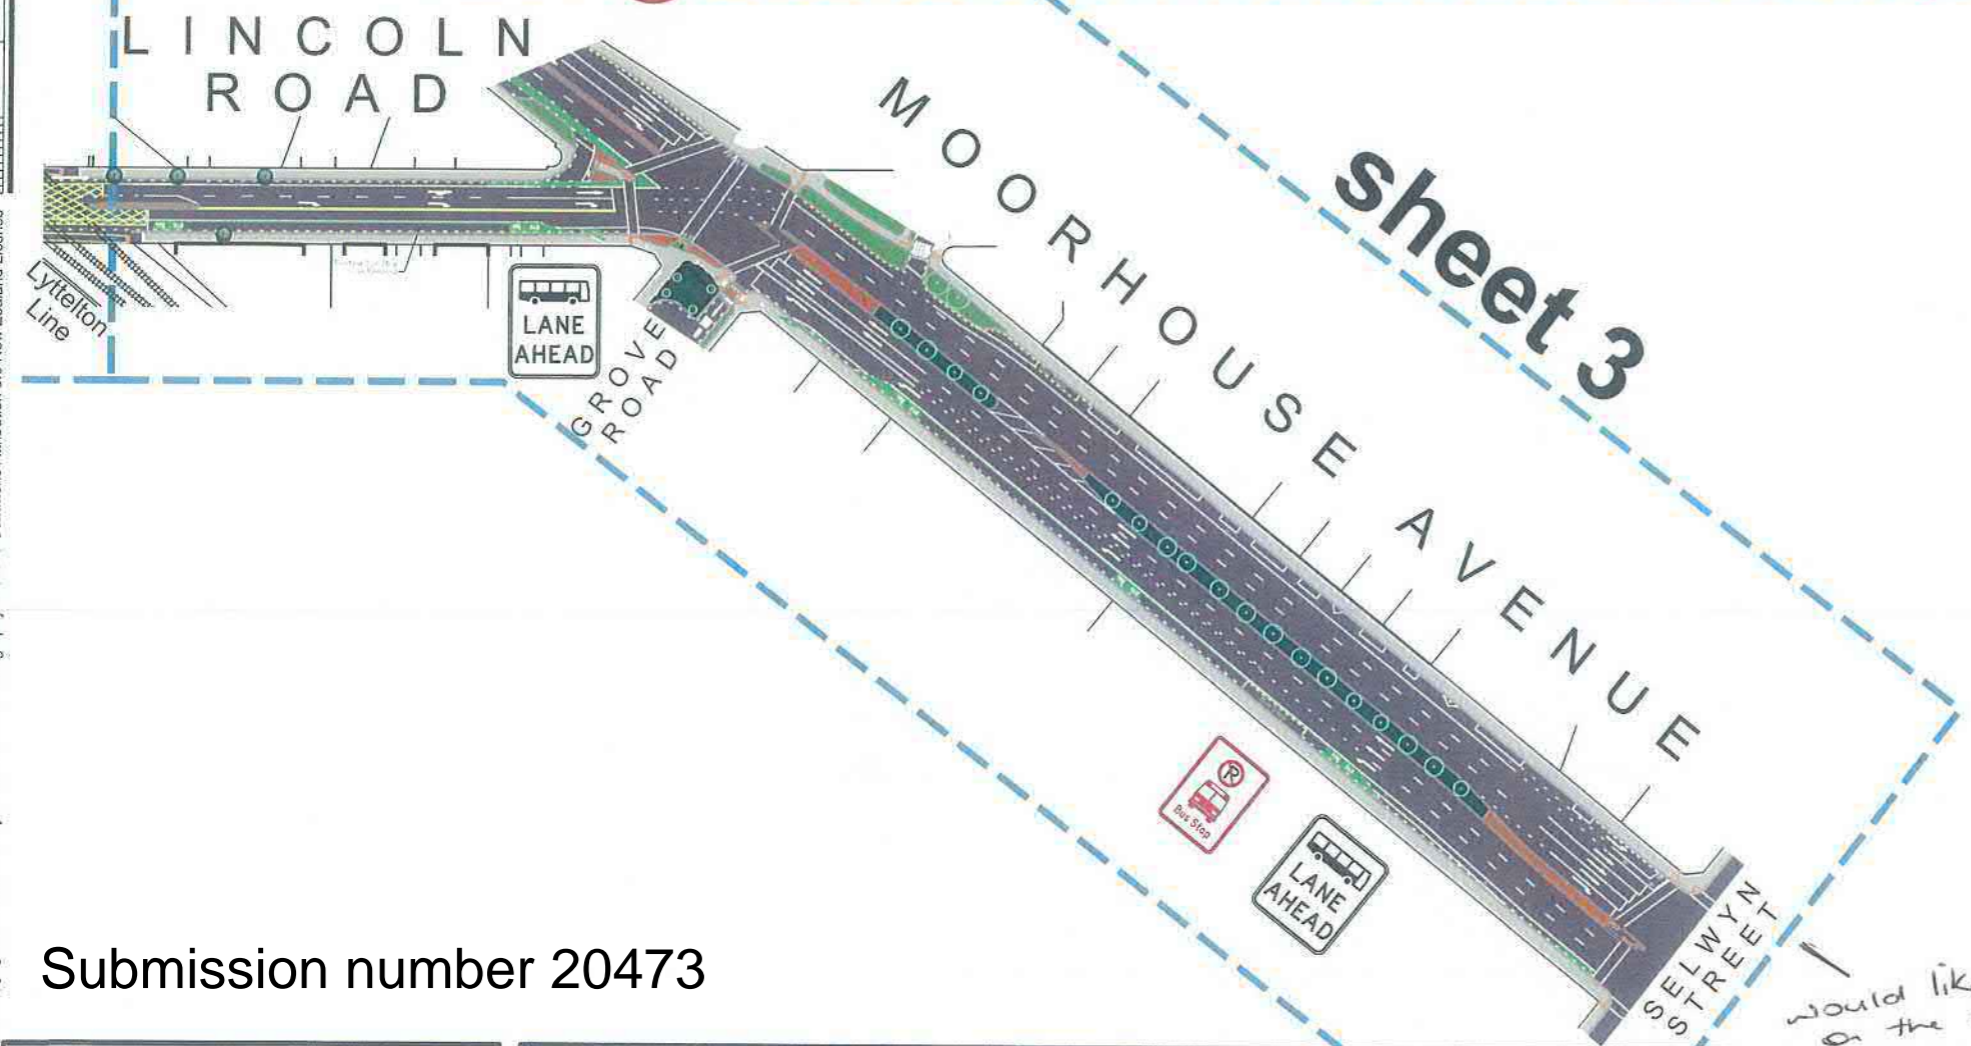 LINCOLN
ROAD
MOORHOUSE AVENUE
sheet 3
Lyttelton
Line
LANE
AHEAD
GROVE
ROAD
R
Bus Stop
LANE
AHEAD
SELWYN
STREET
would lik
the
Submission number 20473